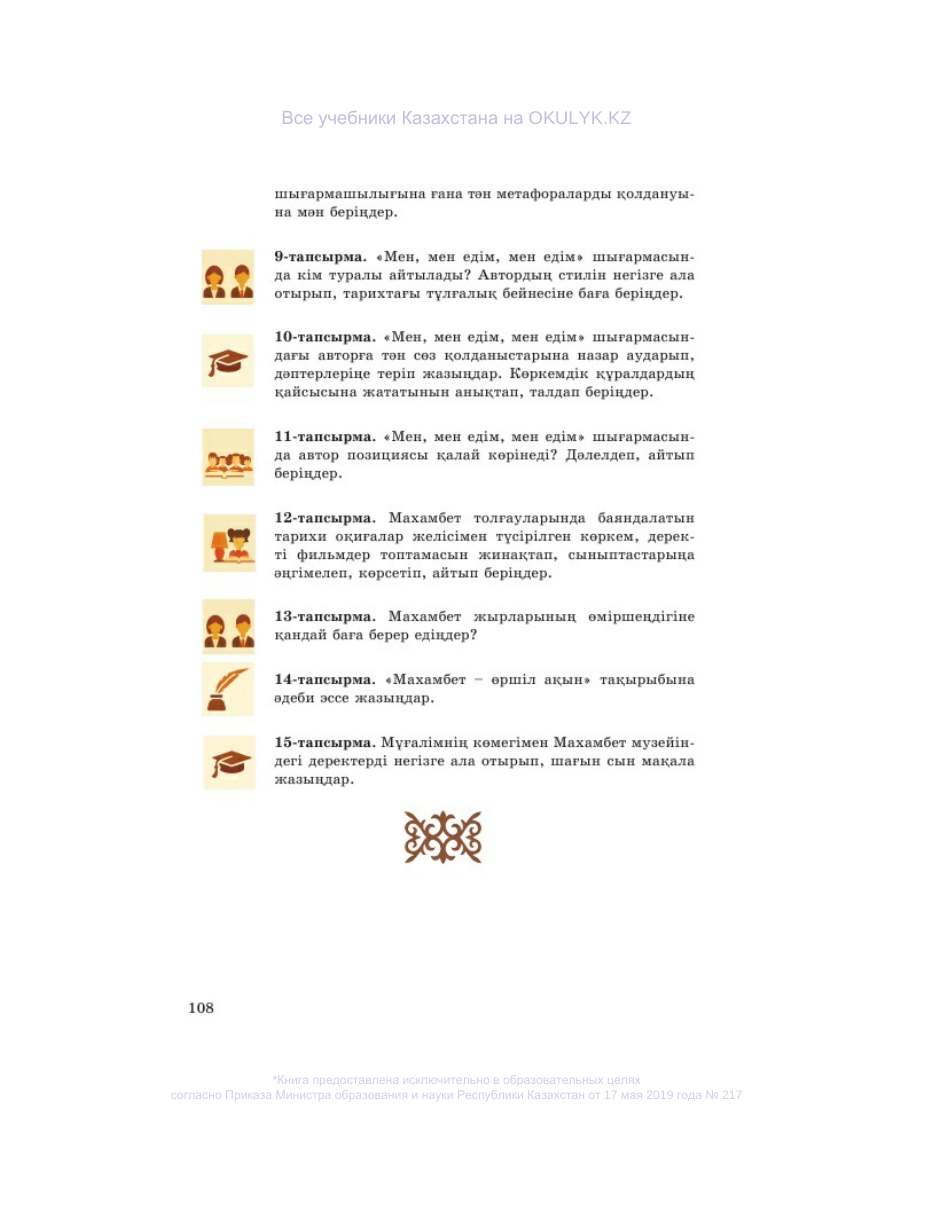 Все учебники Казахстана на OKULYK.KZ
шығармашылығына ғана тән метафораларды қолдануы-
на мән беріңдер.
9-тапсырма. «Мен, мен едім, мен едім» шығармасын-
да кім туралы айтылады? Автордың стилін негізге ала
отырып, тарихтағы тұлғалық бейнесіне баға беріңдер.
10-тапсырма. «Мен, мен едім, мен едім» шығармасын-
дағы авторға тән сөз қолданыстарына назар аударып,
дәптерлеріңе теріп жазыңдар. Көркемдік құралдардың
қайсысына жататынын анықтап, талдап беріңдер.
11-тапсырма. «Мен, мен едім, мен едім» шығармасын-
да автор позициясы қалай көрінеді? Дәлелдеп, айтып
беріңдер.
12-тапсырма. Махамбет толғауларында баяндалатын
тарихи оқиғалар желісімен түсірілген көркем, дерек-
ті фильмдер топтамасын жинақтап, сыныптастарыңа
әңгімелеп, көрсетіп, айтып беріңдер.
13-тапсырма. Махамбет жырларының өміршеңдігіне
қандай баға берер едіңдер?
14-тапсырма. «Махамбет – өршіл ақын» тақырыбына
әдеби эссе жазыңдар.
15-тапсырма. Мұғалімнің көмегімен Махамбет музейін-
дегі деректерді негізге ала отырып, шағын сын мақала
жазыңдар.
108
*Книга предоставлена исключительно в образовательных целях
согласно Приказа Министра образования и науки Республики Казахстан от 17 мая 2019 года № 217